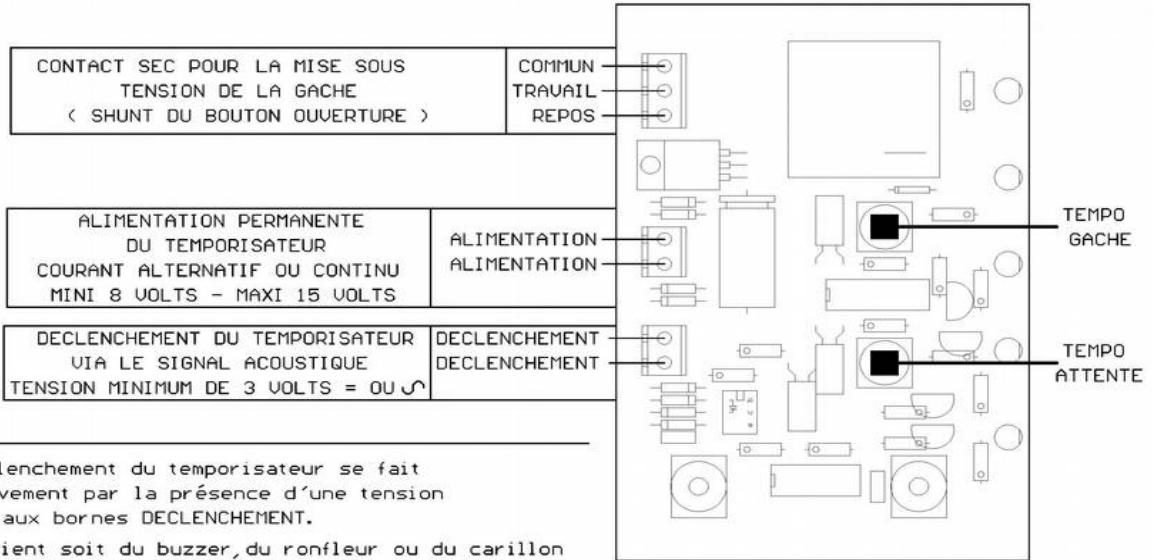 CONTACT SEC POUR LA MISE SOUS
TENSION DE LA GACHE
( SHUNT DU BOUTON OUVERTURE )
COMMUN
TRAVAIL
REPOS
ALIMENTATION PERMANENTE
DU TEMPORISATEUR
COURANT ALTERNATIF OU CONTINU
MINI 8 VOLTS - MAXI 15 VOLTS
ALIMENTATION
ALIMENTATION
DECLENCHEMENT DU TEMPORISATEUR
VIA LE SIGNAL ACOUSTIQUE
TENSION MINIMUM DE 3 VOLTS = OU
DECLENCHEMENT
DECLENCHEMENT
TEMPO
GACHE
TEMPO
ATTENTE
lenchement du temporisateur se fait
vement par la présence d'une tension
aux bornes DECLENCHEMENT.
ient soit du buzzer,du ronfleur ou du carillon